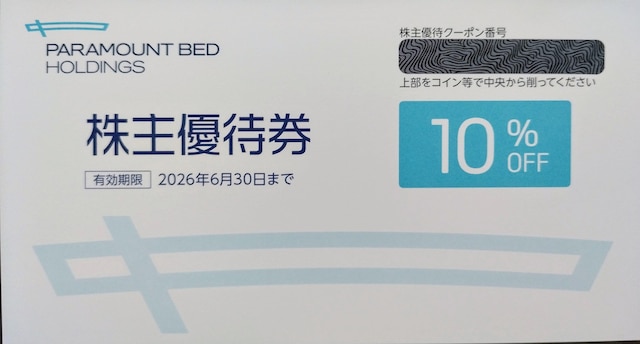 PARAMOUNT BED
HOLDINGS
株主優待クーポン番号
上部をコイン等で中央から削ってください
株主優待券
10%
OFF
有効期限 2026年6月30日まで